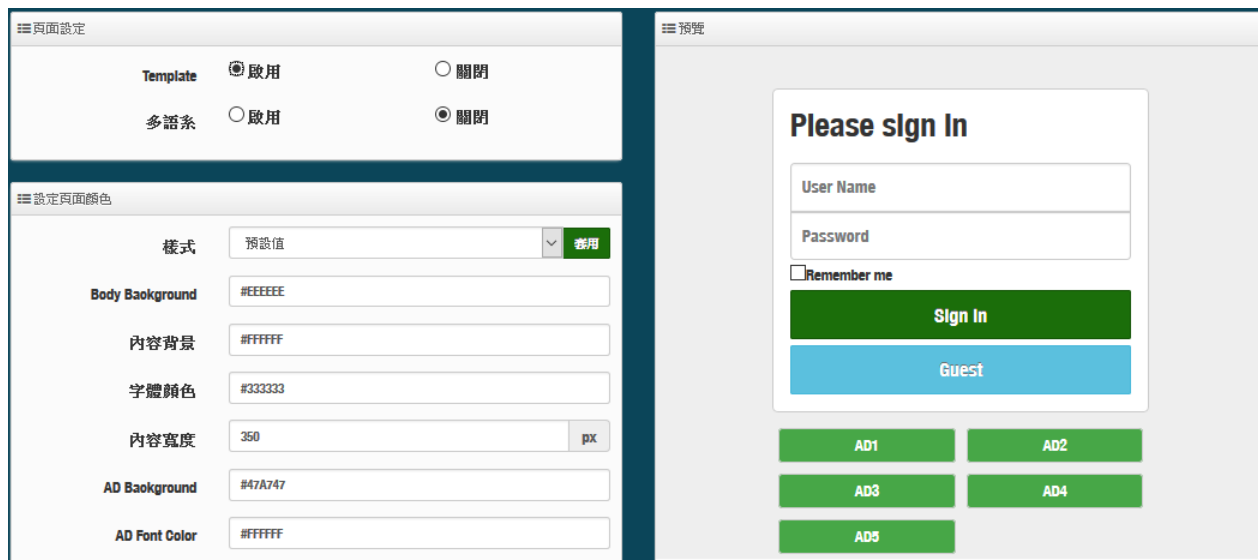 頁面設定
Template 啟用 關閉
多語系 啟用 關閉
設定頁面顏色
樣式 預設值 套用
Body Background #EEEEEE
內容背景 #FFFFFF
字體顏色 #333333
內容寬度 350 px
AD Background #47A747
AD Font Color #FFFFFF
預覽
Please sign in
User Name
Password
Remember me
Sign in
Guest
AD1 AD2
AD3 AD4
AD5